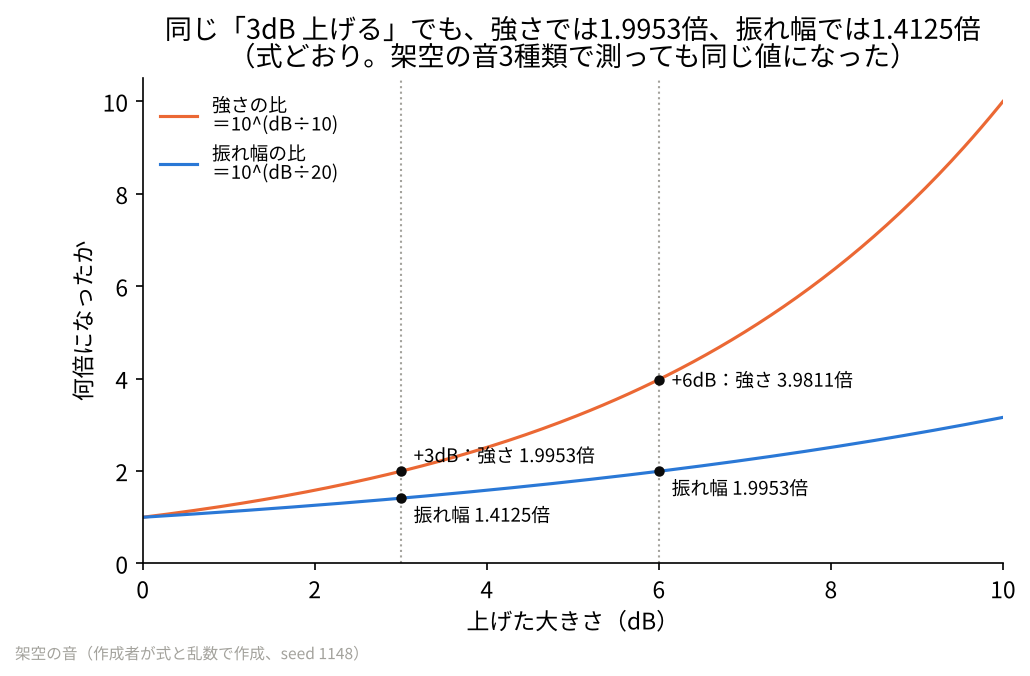 同じ「3dB 上げる」でも、強さでは1.9953倍、振れ幅では1.4125倍
（式どおり。架空の音3種類で測っても同じ値になった）
強さの比
＝10^(dB÷10)
振れ幅の比
＝10^(dB÷20)
何倍になったか
10
8
6
4
2
0
+6dB：強さ 3.9811倍
+3dB：強さ 1.9953倍
振れ幅 1.9953倍
振れ幅 1.4125倍
0
2
4
6
8
10
上げた大きさ（dB）
架空の音（作成者が式と乱数で作成、seed 1148）